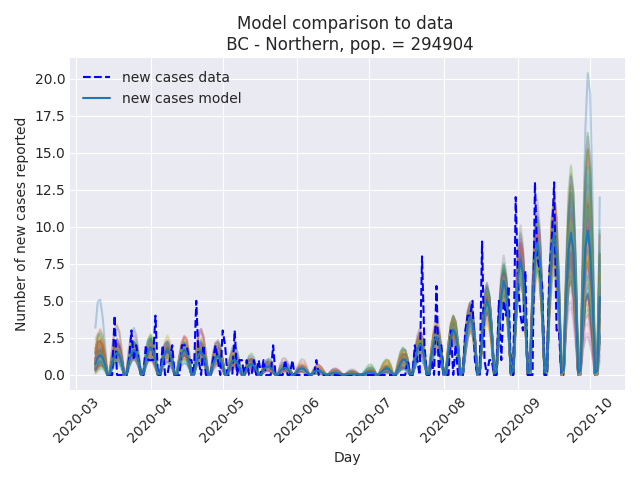 Model comparison to data
BC - Northern, pop. = 294904
new cases data
new cases model
Number of new cases reported
20.0
17.5
15.0
12.5
10.0
7.5
5.0
2.5
0.0
2020-03
2020-04
2020-05
2020-06
2020-07
2020-08
2020-09
2020-10
Day